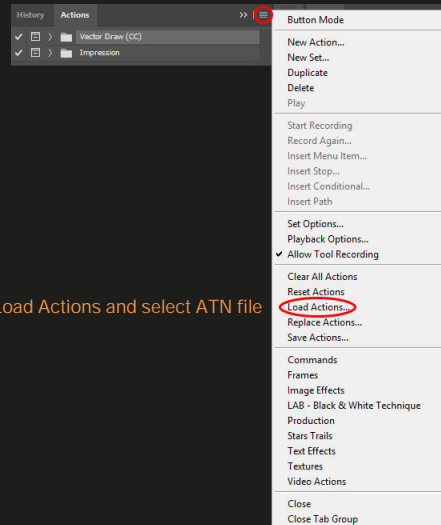 History Actions
Vector Draw (CC)
Impression
Button Mode
New Action...
New Set...
Duplicate
Delete
Play
Start Recording
Record Again...
Insert Menu Item...
Insert Stop...
Insert Conditional...
Insert Path
Set Options...
Playback Options...
Allow Tool Recording
Clear All Actions
Reset Actions
oad Actions and select ATN file
Load Actions...
Replace Actions...
Save Actions...
Commands
Frames
Image Effects
LAB - Black & White Technique
Production
Stars Trails
Text Effects
Textures
Video Actions
Close
Close Tab Group